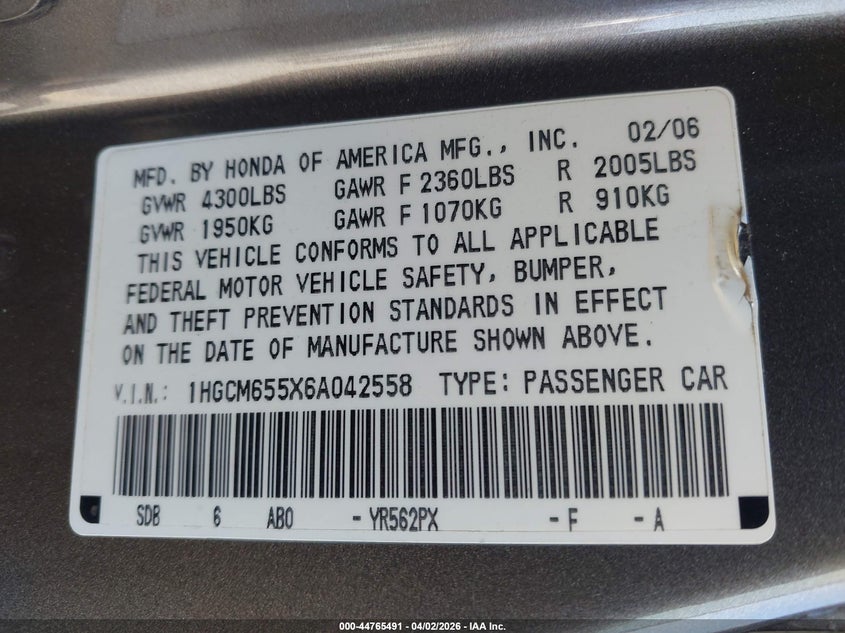 MFD. BY HONDA OF AMERICA MFG., INC. 02/06
GVWR 4300LBS GAWR F 2360LBS R 2005LBS
GVWR 1950KG GAWR F 1070KG R 910KG
THIS VEHICLE CONFORMS TO ALL APPLICABLE
FEDERAL MOTOR VEHICLE SAFETY, BUMPER,
AND THEFT PREVENTION STANDARDS IN EFFECT
ON THE DATE OF MANUFACTURE SHOWN ABOVE.
V.I.N.: 1HGCM655X6A042558 TYPE: PASSENGER CAR
SDB 6 AB0 - YR562PX - F - A
000-44765491 - 04/02/2026 - IAA Inc.